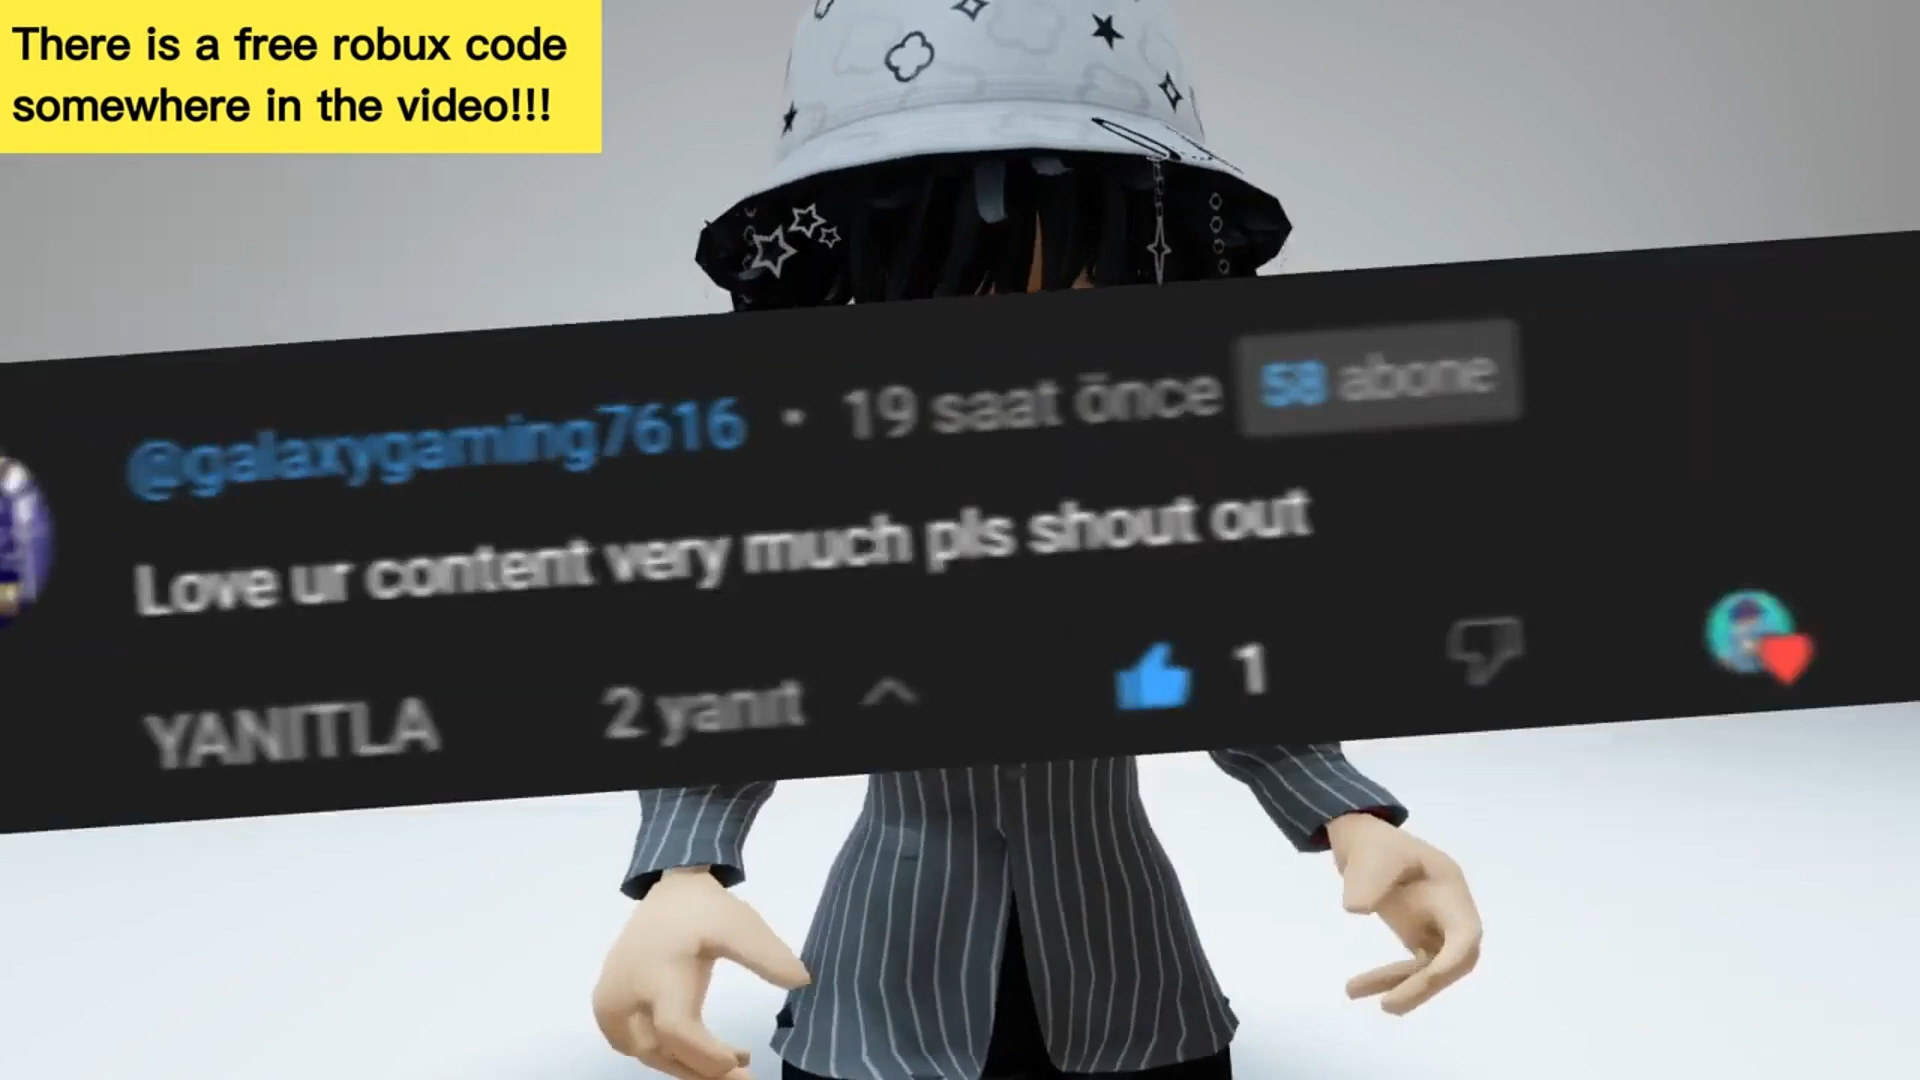 There is a free robux code
somewhere in the video!!!
@galaxygaming7616 • 19 saat önce 58 abone
Love ur content very much pls shout out
YANITLA 2 yanıt 1